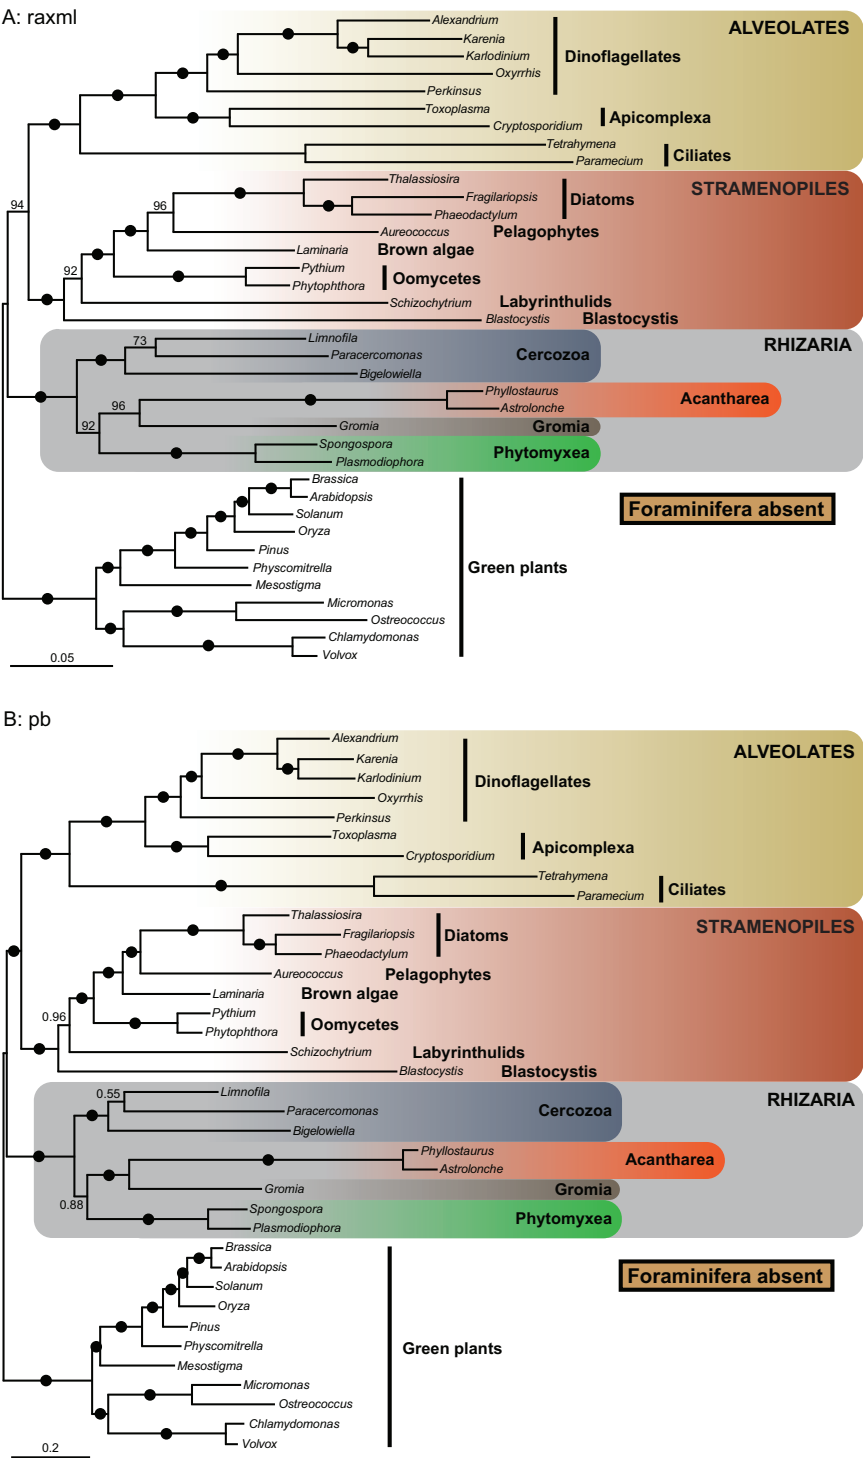 A: raxml
Alexandrium
ALVEOLATES
Karenia
Dinoflagellates
Karlodinium
Oxyrrhis
Perkinsus
Toxoplasma
Apicomplexa
Cryptosporidium
Tetrahymena
Ciliates
Paramecium
94
Thalassiosira
STRAMENOPILES
96
Fragilariopsis
Diatoms
Phaeodactylum
Aureococcus Pelagophytes
Laminaria Brown algae
92
Pythium
Oomycetes
Phytophthora
Schizochytrium Labyrinthulids
Blastocystis Blastocystis
RHIZARIA
73
Limnofila
Paracercomonas Cercozoa
Bigelowiella
Phyllostaurus
Acantharea
96
Astrolonche
92
Gromia Gromia
Spongospora
Phytomyxea
Plasmodiophora
Brassica
Arabidopsis
Foraminifera absent
Solanum
Oryza
Pinus
Physcomitrella
Green plants
Mesostigma
Micromonas
Ostreococcus
Chlamydomonas
Volvox
0.05
B: pb
Alexandrium
ALVEOLATES
Karenia
Dinoflagellates
Karlodinium
Oxyrrhis
Perkinsus
Toxoplasma
Apicomplexa
Cryptosporidium
Tetrahymena
Ciliates
Paramecium
Thalassiosira
STRAMENOPILES
Fragilariopsis
Diatoms
Phaeodactylum
Aureococcus Pelagophytes
Laminaria Brown algae
0.96
Pythium
Oomycetes
Phytophthora
Schizochytrium Labyrinthulids
Blastocystis Blastocystis
RHIZARIA
0.55
Limnofila
Paracercomonas Cercozoa
Bigelowiella
Phyllostaurus
Acantharea
Astrolonche
Gromia Gromia
0.88
Spongospora
Phytomyxea
Plasmodiophora
Brassica
Arabidopsis
Foraminifera absent
Solanum
Oryza
Pinus
Physcomitrella
Green plants
Mesostigma
Micromonas
Ostreococcus
Chlamydomonas
Volvox
0.2